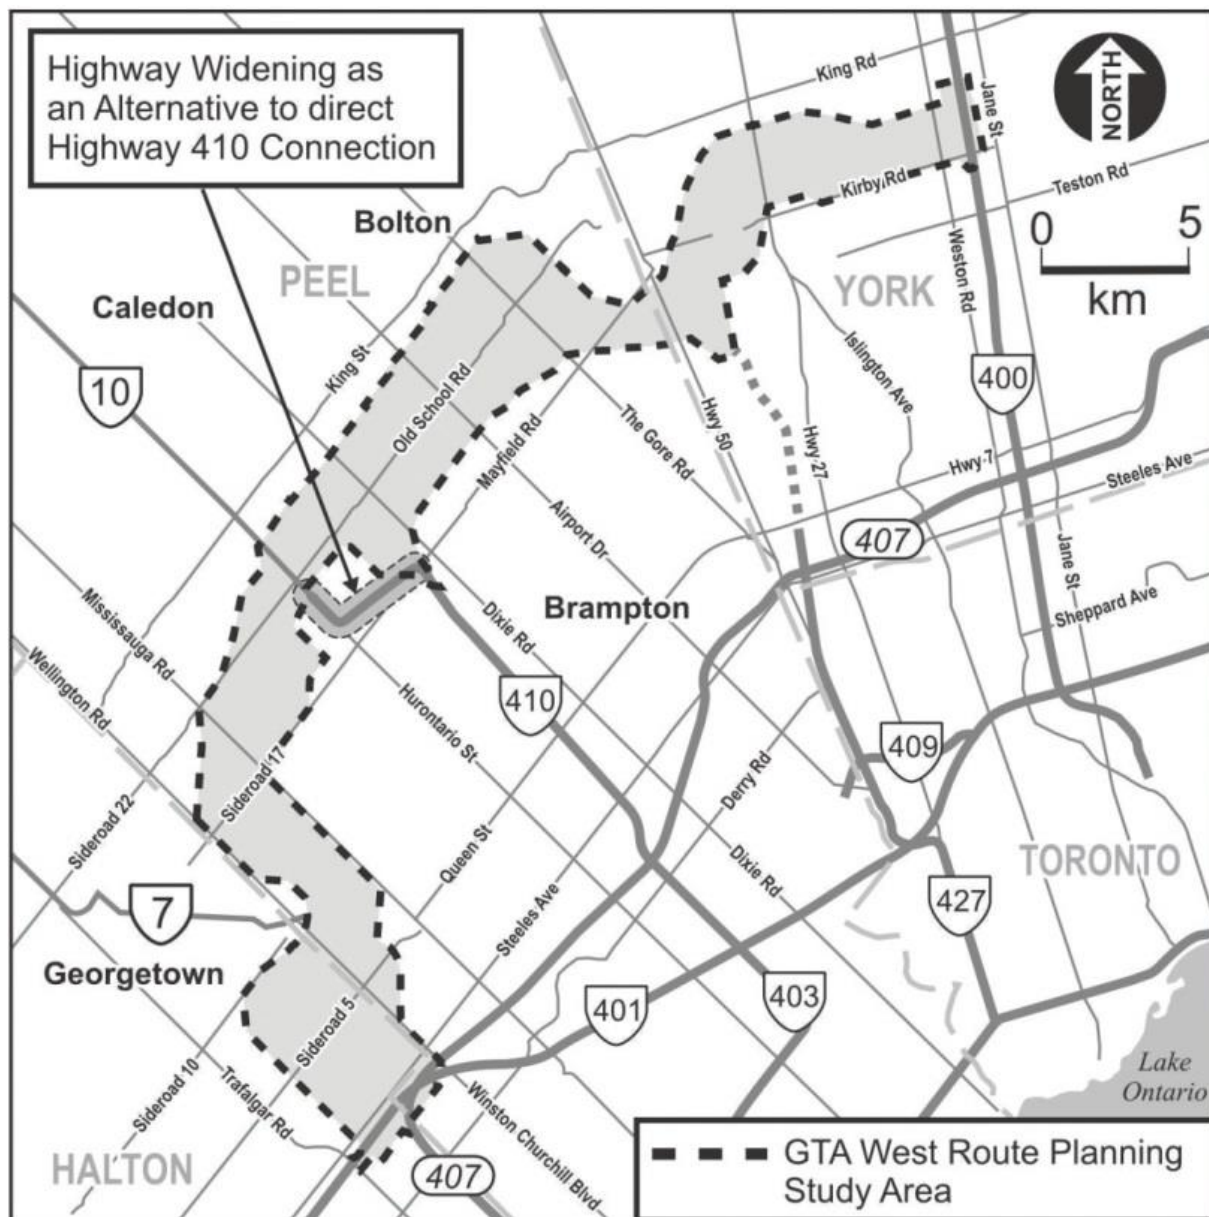 Highway Widening as
an Alternative to direct
Highway 410 Connection
King Rd
Jane St
NORTH
Kirby Rd
Teston Rd
Bolton
0 5
km
PEEL
YORK
Weston Rd
Caledon
Islington Ave
King St
10
400
Old School Rd
Mayfield Rd
The Gore Rd
Hwy 50
Hwy 27
Hwy 7
Steeles Ave
407
Airport Dr
Jane St
Mississauga Rd
Dixie Rd
Brampton
Sheppard Ave
Wellington Rd
Hurontario St
410
409
Derry Rd
Sideroad 17
Sideroad 22
Queen St
Dixie Rd
TORONTO
7
Steeles Ave
427
Georgetown
403
401
Sideroad 5
Sideroad 10
Trafalgar Rd
Winston Churchill Blvd
Lake
Ontario
HALTON
407
GTA West Route Planning
Study Area